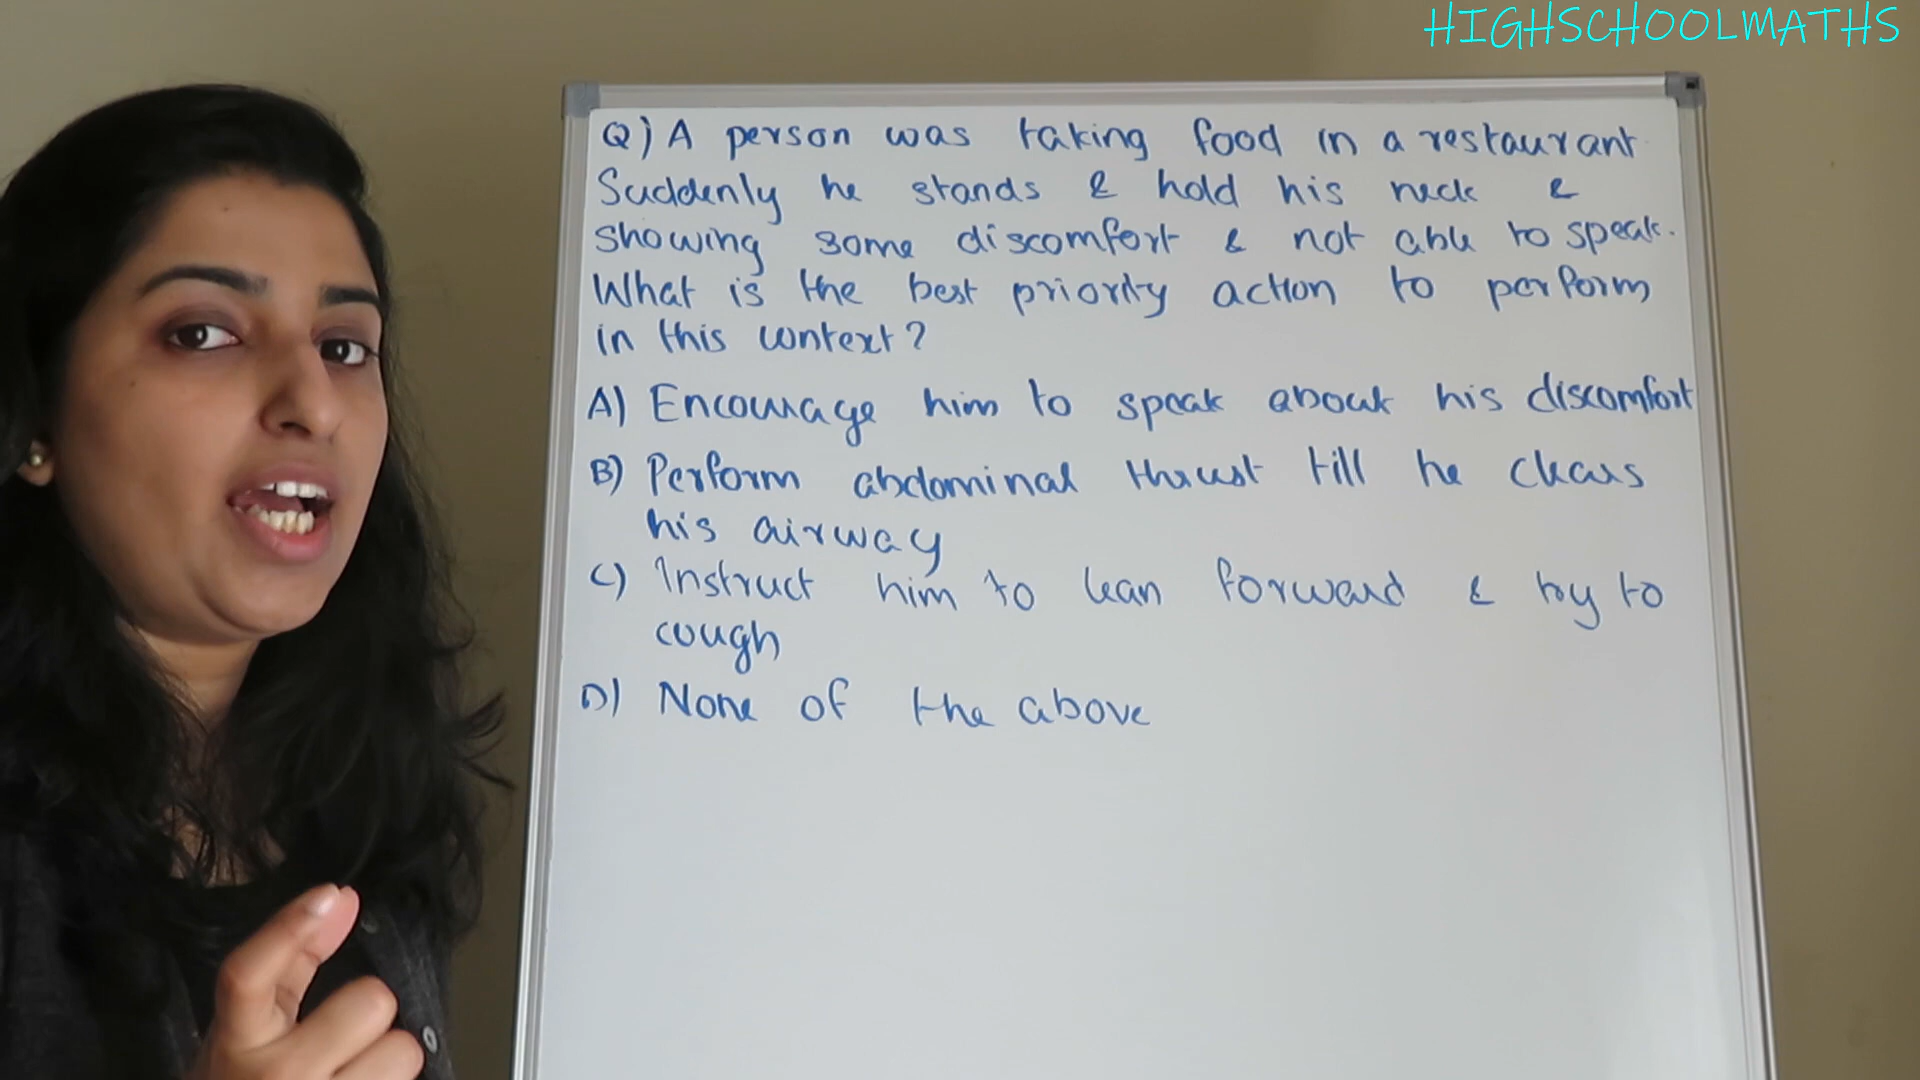 HIGHSCHOOLMATHS
Q) A person was taking food in a restaurant
Suddenly he stands & hold his neck &
showing some discomfort & not able to speak.
What is the best priority action to perform
in this context?
A) Encourage him to speak about his discomfort
B) Perform abdominal thrust till he clears
his airway
C) Instruct him to lean forward & try to
cough
D) None of the above